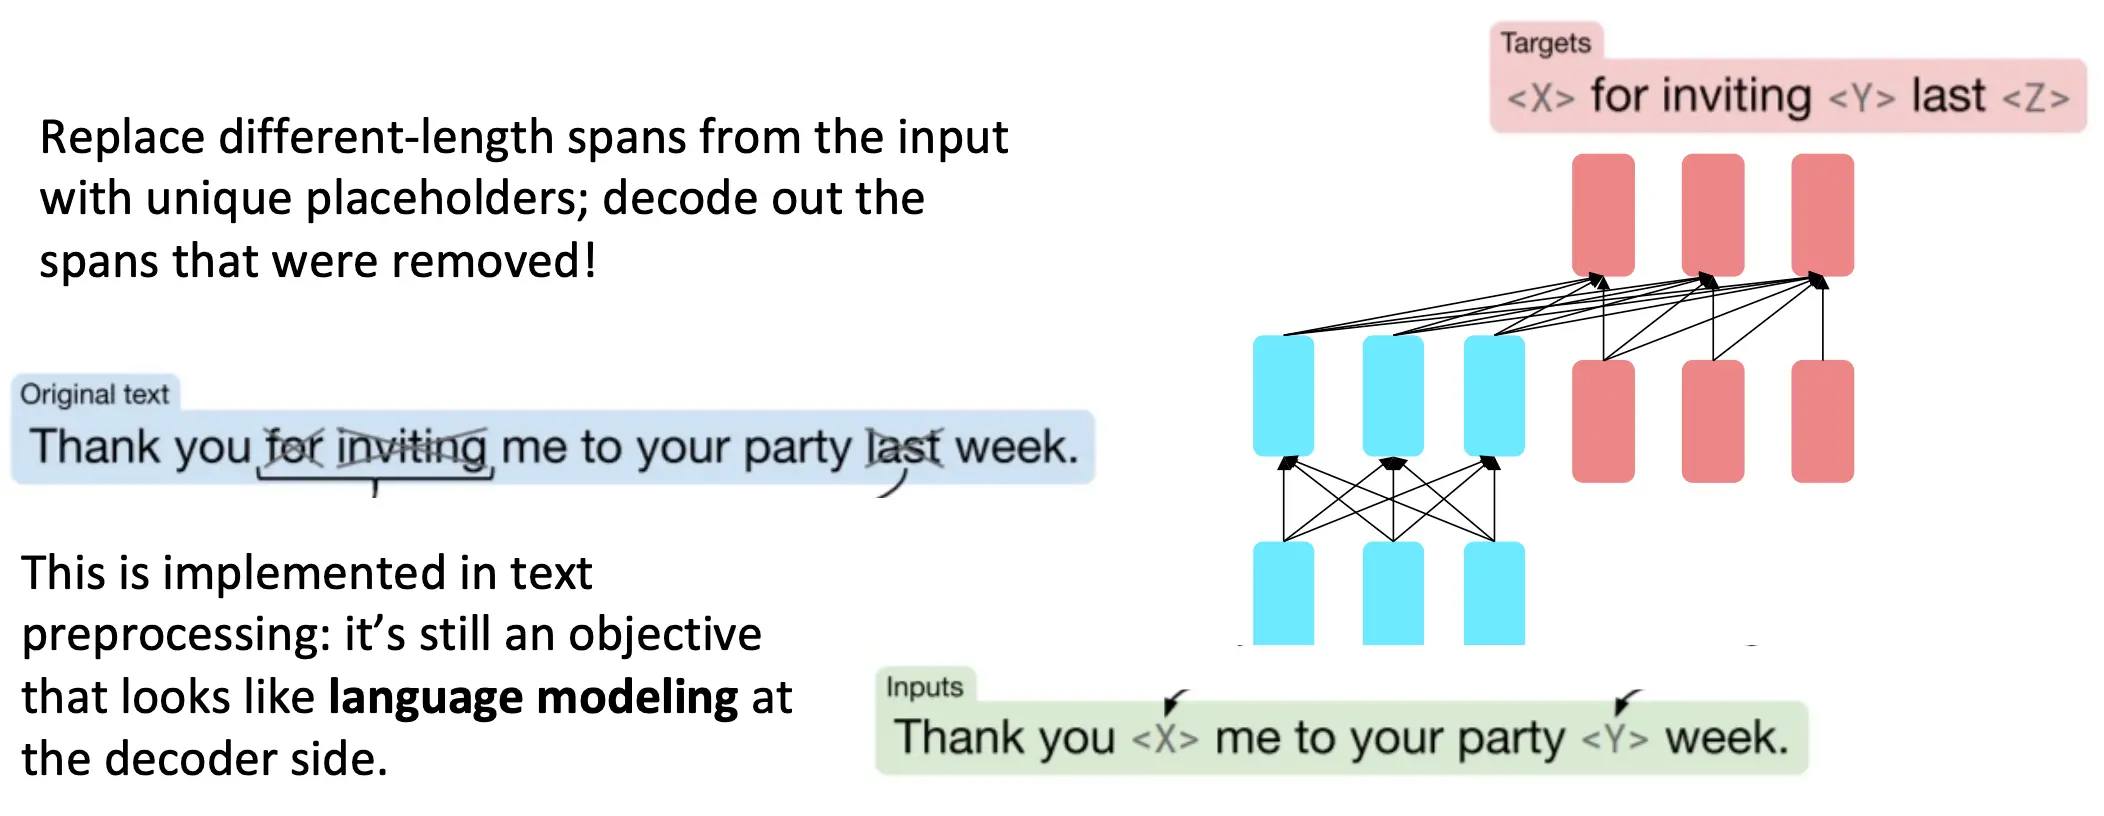 Replace different-length spans from the input
with unique placeholders; decode out the
spans that were removed!
Targets
<X> for inviting <Y> last <Z>
Original text
Thank you for inviting me to your party last week.
This is implemented in text
preprocessing: it’s still an objective
that looks like language modeling at
the decoder side.
Inputs
Thank you <X> me to your party <Y> week.